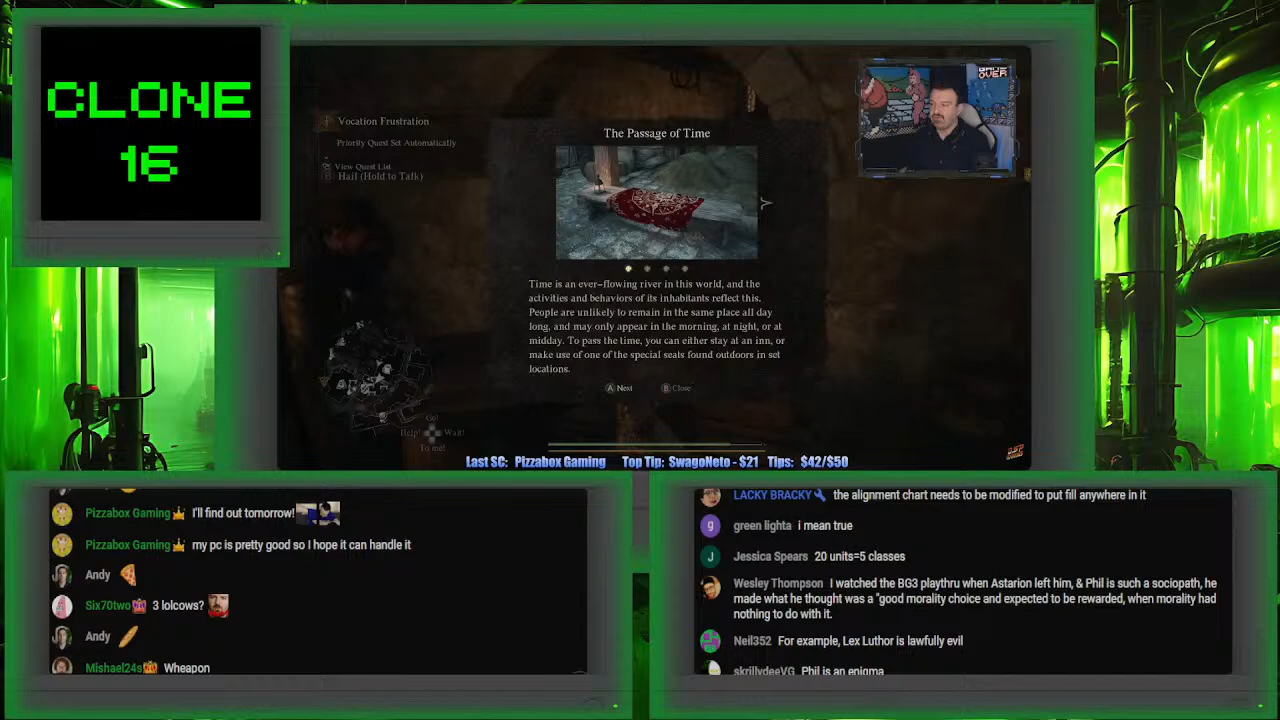 CLONE
16
Vocation Frustration
Priority Quest Set Automatically
View Quest List
Hail (Hold to Talk)
The Passage of Time
Time is an ever-flowing river in this world, and the
activities and behaviors of its inhabitants reflect this.
People are unlikely to remain in the same place all day
long, and may only appear in the morning, at night, or at
midday. To pass the time, you can either stay at an inn, or
make use of one of the special seats found outdoors in set
locations.
A Next B Close
GAME
OVER
N
Go!
Help! Wait!
To me!
Last SC: Pizzabox Gaming Top Tip: SwagoNeto - $21 Tips: $42/$50
Pizzabox Gaming I'll find out tomorrow!
Pizzabox Gaming my pc is pretty good so I hope it can handle it
Andy
Six70two 3 lolcows?
Andy
Mishael24s Wheapon
LACKY BRACKY the alignment chart needs to be modified to put fill anywhere in it
g green lighta i mean true
J Jessica Spears 20 units=5 classes
Wesley Thompson I watched the BG3 playthru when Astarion left him, & Phil is such a sociopath, he
made what he thought was a "good morality choice and expected to be rewarded, when morality had
nothing to do with it.
Neil352 For example, Lex Luthor is lawfully evil
skrillydeeVG Phil is an enigma